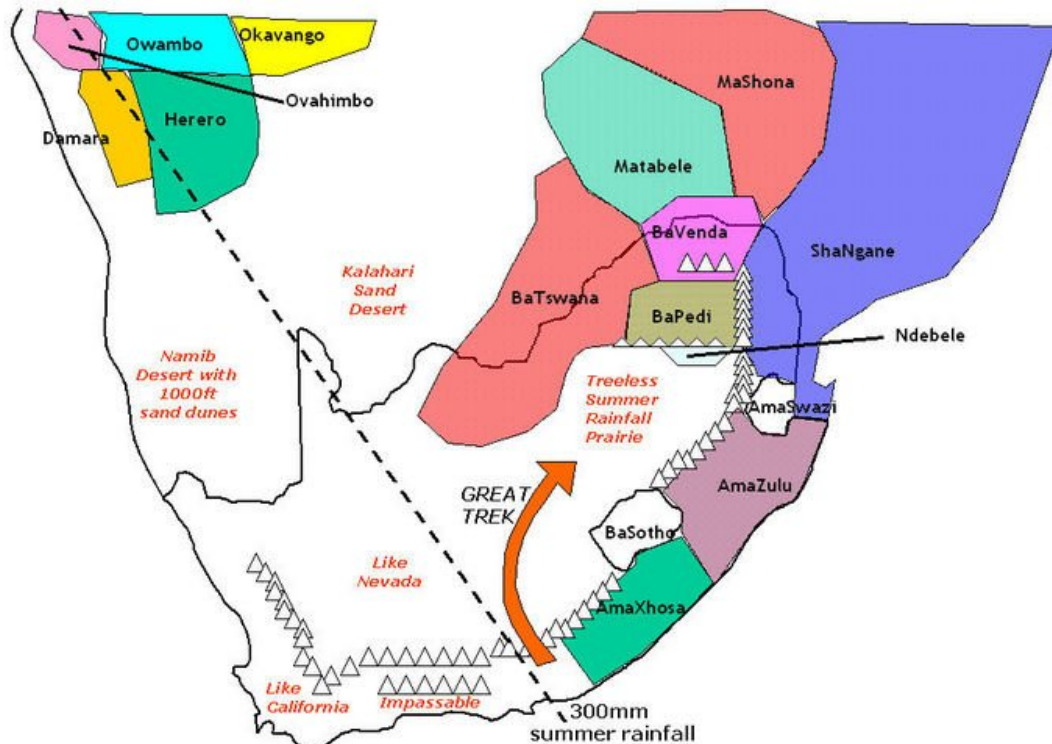 Owambo
Okavango
Ovahimbo
Damara
Herero
MaShona
Matabele
BaVenda
ShaNgane
Kalahari
Sand
Desert
BaTswana
BaPedi
Ndebele
Namib
Desert with
1000ft
sand dunes
Treeless
Summer
Rainfall
Prairie
AmaSwazi
GREAT
TREK
AmaZulu
BaSotho
Like
Nevada
AmaXhosa
Like
California
Impassable
300mm
summer rainfall